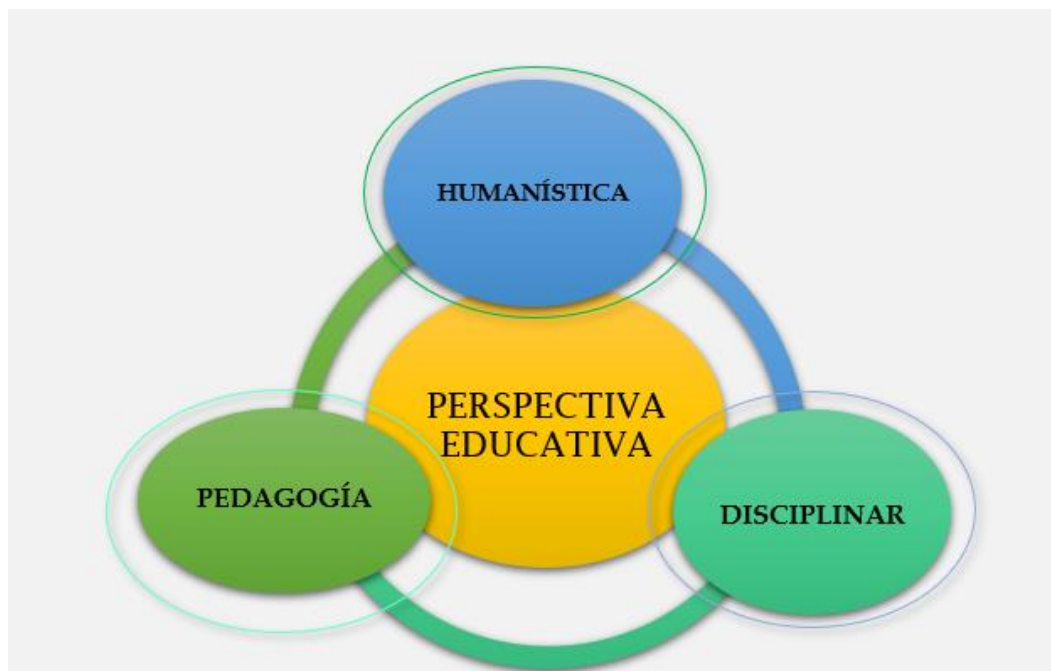 HUMANÍSTICA
PERSPECTIVA
EDUCATIVA
PEDAGOGÍA
DISCIPLINAR